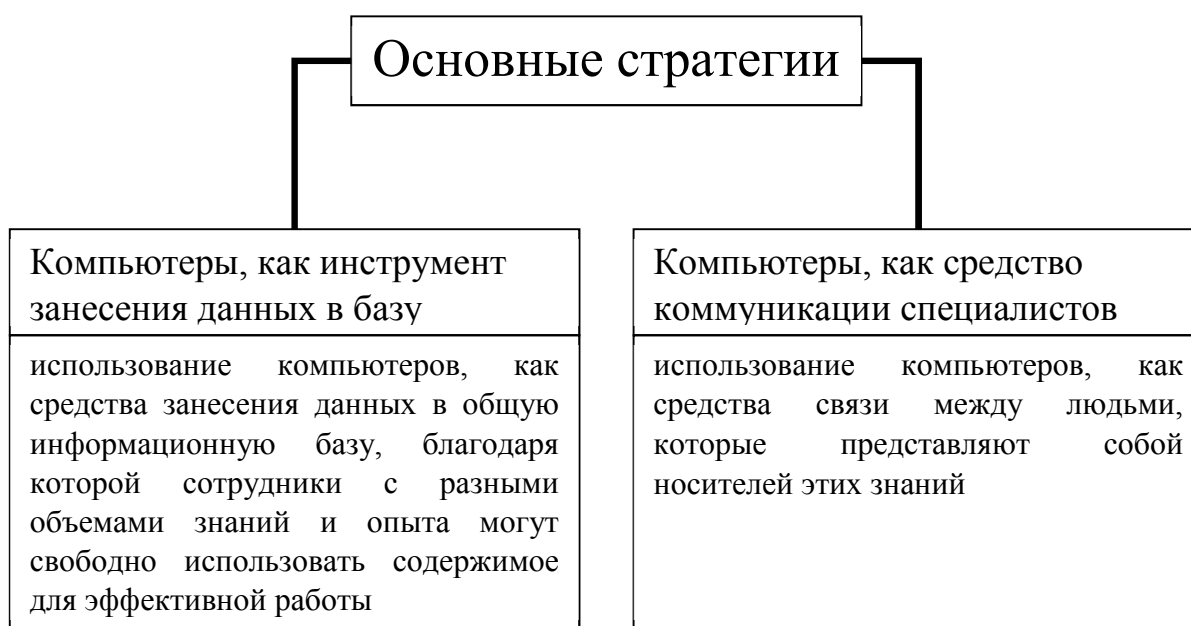 Основные стратегии
Компьютеры, как инструмент
занесения данных в базу
использование компьютеров, как
средства занесения данных в общую
информационную базу, благодаря
которой сотрудники с разными
объемами знаний и опыта могут
свободно использовать содержимое
для эффективной работы
Компьютеры, как средство
коммуникации специалистов
использование компьютеров, как
средства связи между людьми,
которые представляют собой
носителей этих знаний